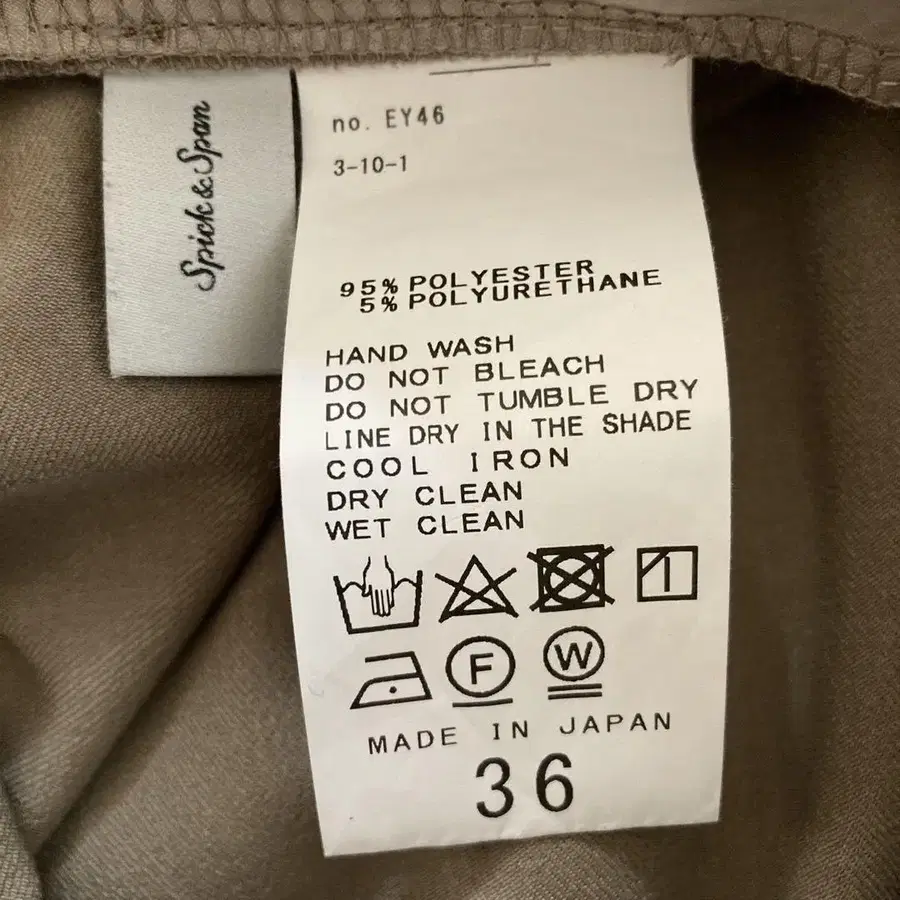 Spick & Span
no. EY46
3-10-1
95% POLYESTER
5% POLYURETHANE
HAND WASH
DO NOT BLEACH
DO NOT TUMBLE DRY
LINE DRY IN THE SHADE
COOL IRON
DRY CLEAN
WET CLEAN
F W
MADE IN JAPAN
36